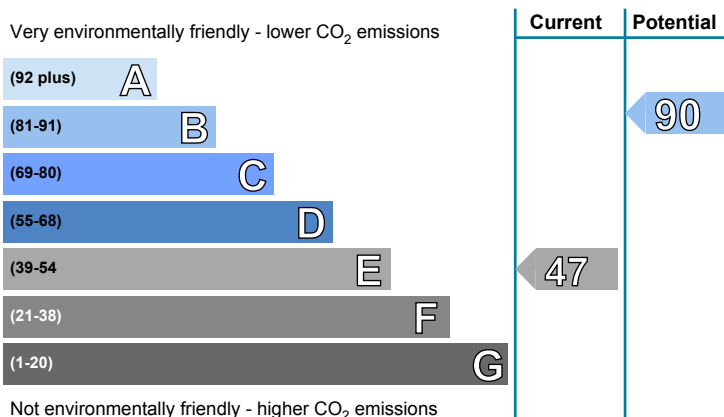 Current Potential
Very environmentally friendly - lower CO2 emissions
(92 plus) A
(81-91) B 90
(69-80) C
(55-68) D
(39-54 E 47
(21-38) F
(1-20) G
Not environmentally friendly - higher CO2 emissions